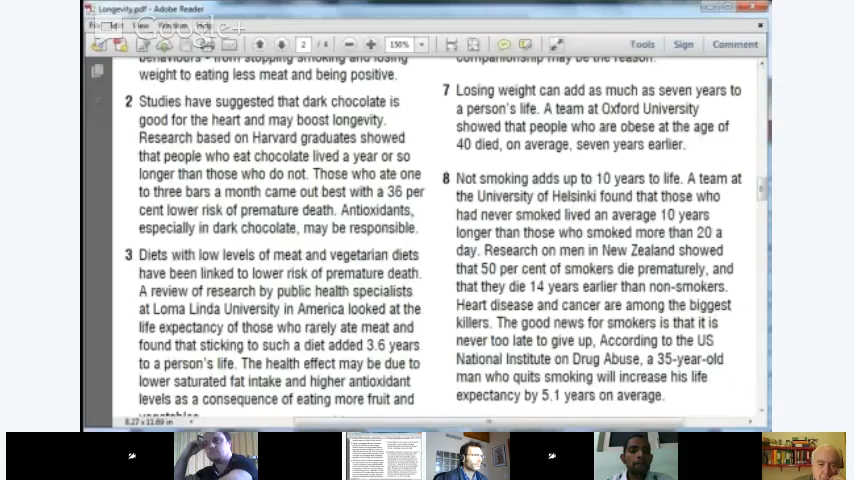 Longevity.pdf - Adobe Reader
File Edit View Window Help
Google+
2 / 4
150%
Tools Sign Comment
behaviours - from stopping smoking and losing
weight to eating less meat and being positive.
2 Studies have suggested that dark chocolate is
good for the heart and may boost longevity.
Research based on Harvard graduates showed
that people who eat chocolate lived a year or so
longer than those who do not. Those who ate one
to three bars a month came out best with a 36 per
cent lower risk of premature death. Antioxidants,
especially in dark chocolate, may be responsible.
3 Diets with low levels of meat and vegetarian diets
have been linked to lower risk of premature death.
A review of research by public health specialists
at Loma Linda University in America looked at the
life expectancy of those who rarely ate meat and
found that sticking to such a diet added 3.6 years
to a person's life. The health effect may be due to
lower saturated fat intake and higher antioxidant
levels as a consequence of eating more fruit and
vegetables
companionship may be the reason.
7 Losing weight can add as much as seven years to
a person's life. A team at Oxford University
showed that people who are obese at the age of
40 died, on average, seven years earlier.
8 Not smoking adds up to 10 years to life. A team at
the University of Helsinki found that those who
had never smoked lived an average 10 years
longer than those who smoked more than 20 a
day. Research on men in New Zealand showed
that 50 per cent of smokers die prematurely, and
that they die 14 years earlier than non-smokers.
Heart disease and cancer are among the biggest
killers. The good news for smokers is that it is
never too late to give up, According to the US
National Institute on Drug Abuse, a 35-year-old
man who quits smoking will increase his life
expectancy by 5.1 years on average.
8.27 x 11.69 in